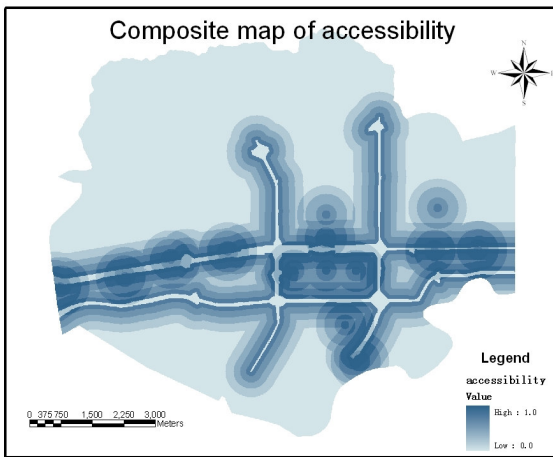 Composite map of accessibility
N
W
E
S
Legend
accessibility
Value
High : 1.0
Low : 0.0
0 375 750 1,500 2,250 3,000
Meters